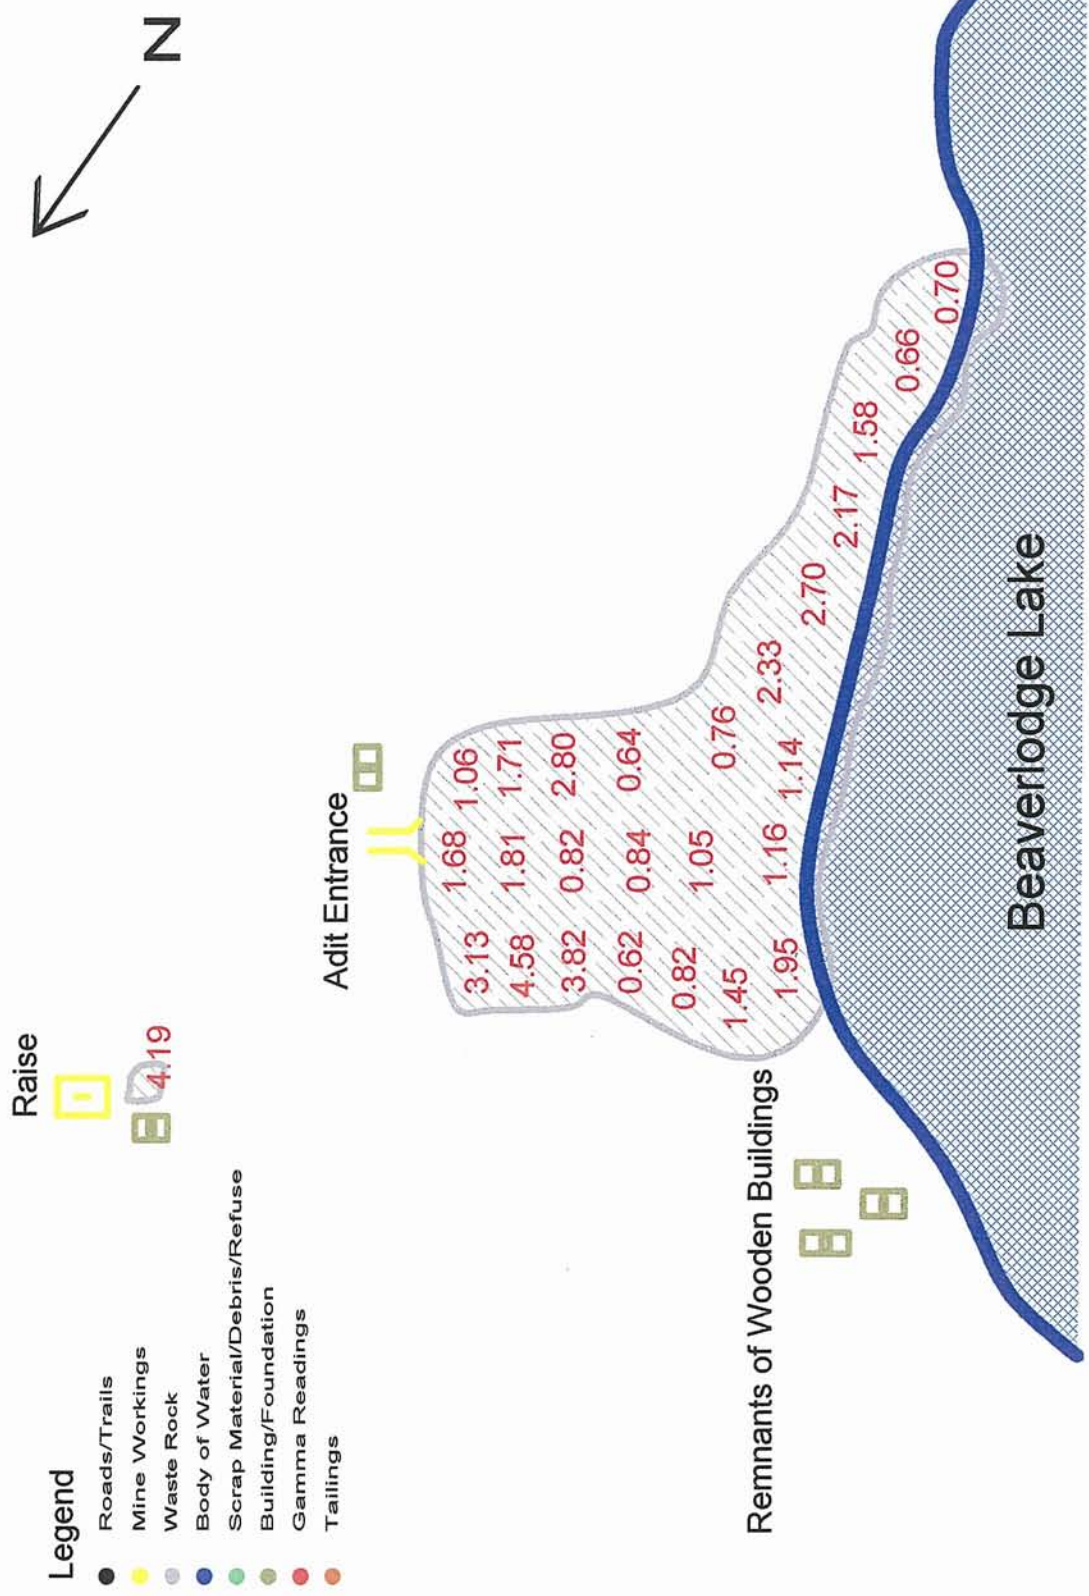 Legend
Roads/Trails
Mine Workings
Waste Rock
Body of Water
Scrap Material/Debris/Refuse
Building/Foundation
Gamma Readings
Tailings
Raise
4.19
N
Adit Entrance
3.13 1.68 1.06
4.58 1.81 1.71
3.82 0.82 2.80
0.62 0.84 0.64
0.82 1.05 0.76
1.45
1.95 1.16 1.14 2.33
2.70
2.17
1.58
0.66
0.70
Remnants of Wooden Buildings
Beaverlodge Lake